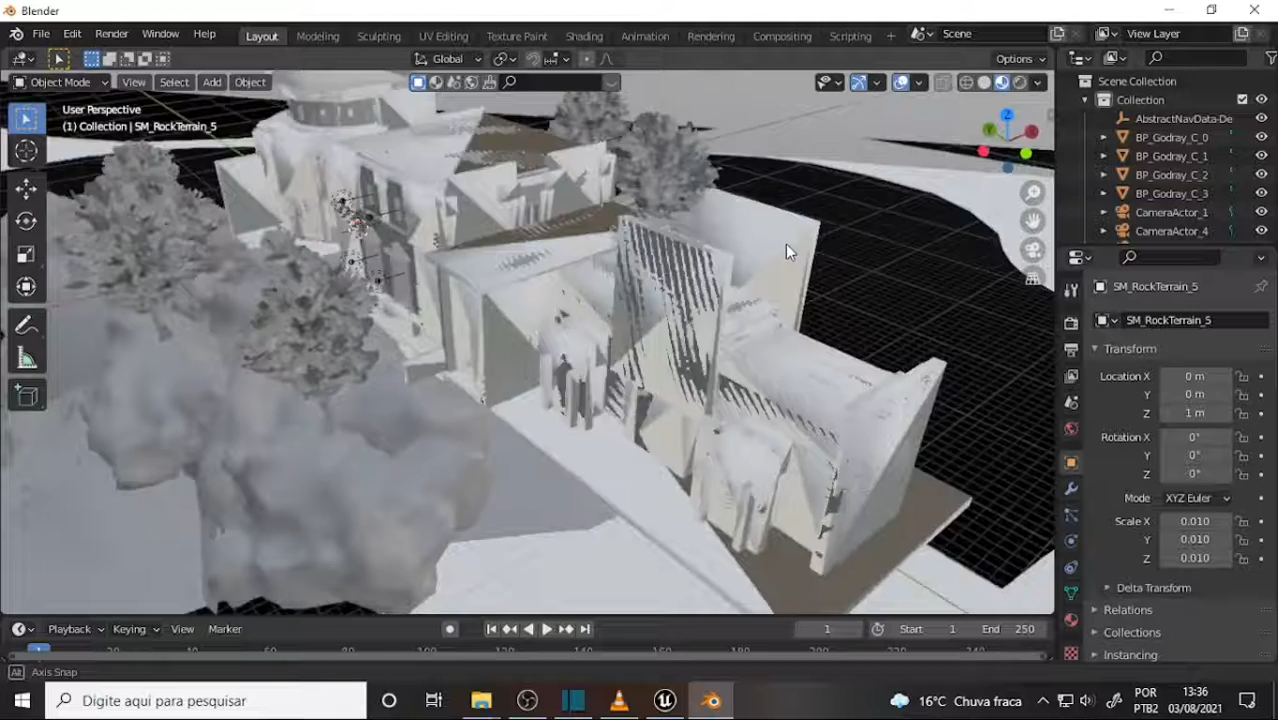 Blender
File Edit Render Window Help Layout Modeling Sculpting UV Editing Texture Paint Shading Animation Rendering Compositing Scripting + Scene View Layer
Global Options
Object Mode View Select Add Object
User Perspective
(1) Collection | SM_RockTerrain_5
Z
Y
Scene Collection
Collection
AbstractNavData-De
BP_Godray_C_0
BP_Godray_C_1
BP_Godray_C_2
BP_Godray_C_3
CameraActor_1
CameraActor_4
SM_RockTerrain_5
SM_RockTerrain_5
Transform
Location X 0 m
Y 0 m
Z 1 m
Rotation X 0°
Y 0°
Z 0°
Mode XYZ Euler
Scale X 0.010
Y 0.010
Z 0.010
Delta Transform
Relations
Collections
Instancing
Playback Keying View Marker 1 Start 1 End 250
Alt Axis Snap
Digite aqui para pesquisar
16°C Chuva fraca
POR
PTB2
13:36
03/08/2021